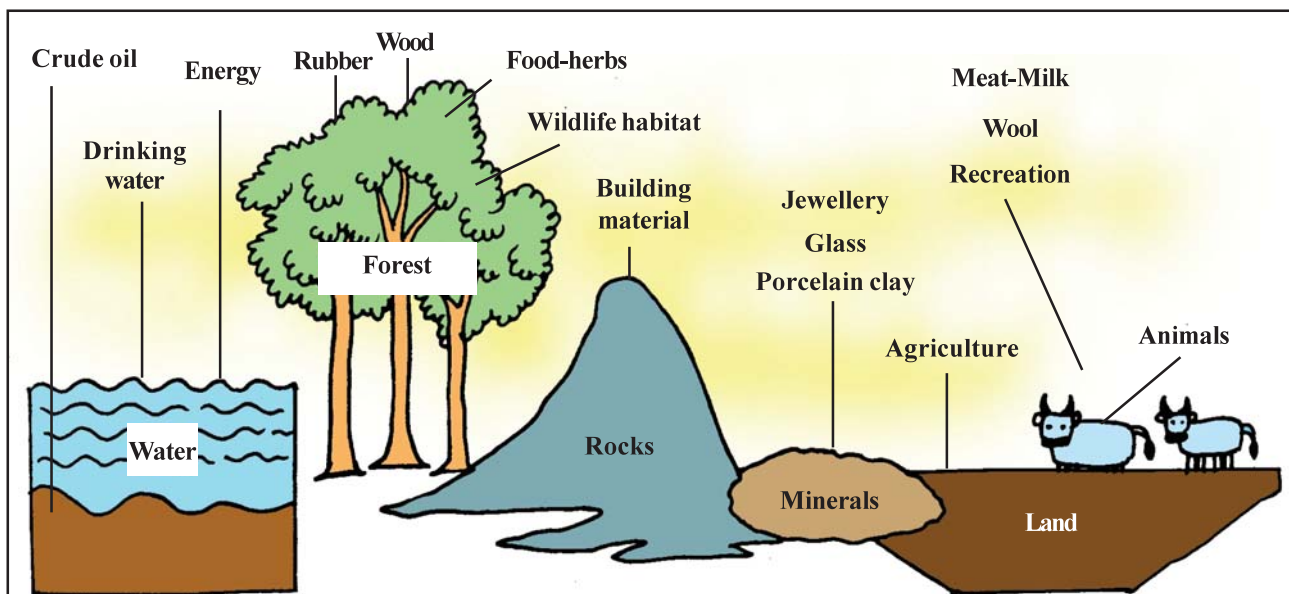 Crude oil
Energy
Rubber
Wood
Food-herbs
Meat-Milk
Drinking
water
Wildlife habitat
Wool
Building
material
Jewellery
Recreation
Forest
Glass
Porcelain clay
Agriculture
Animals
Water
Rocks
Minerals
Land